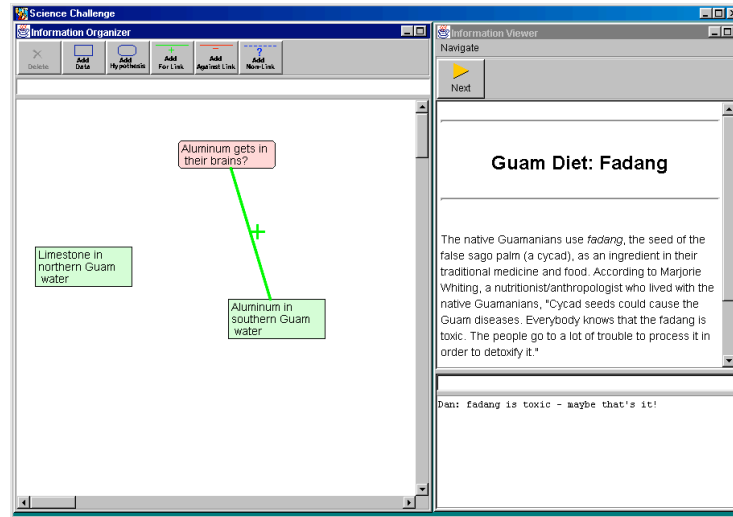 Science Challenge
Information Organizer
Delete
Add
Data
Add
Hypothesis
+
Add
For Link
−
Add
Against Link
?
Add
Non-Link
Aluminum gets in
their brains?
+
Limestone in
northern Guam
water
Aluminum in
southern Guam
water
Information Viewer
Navigate
Next
Guam Diet: Fadang
The native Guamanians use fadang, the seed of the
false sago palm (a cycad), as an ingredient in their
traditional medicine and food. According to Marjorie
Whiting, a nutritionist/anthropologist who lived with the
native Guamanians, "Cycad seeds could cause the
Guam diseases. Everybody knows that the fadang is
toxic. The people go to a lot of trouble to process it in
order to detoxify it."
Dan: fadang is toxic - maybe that's it!